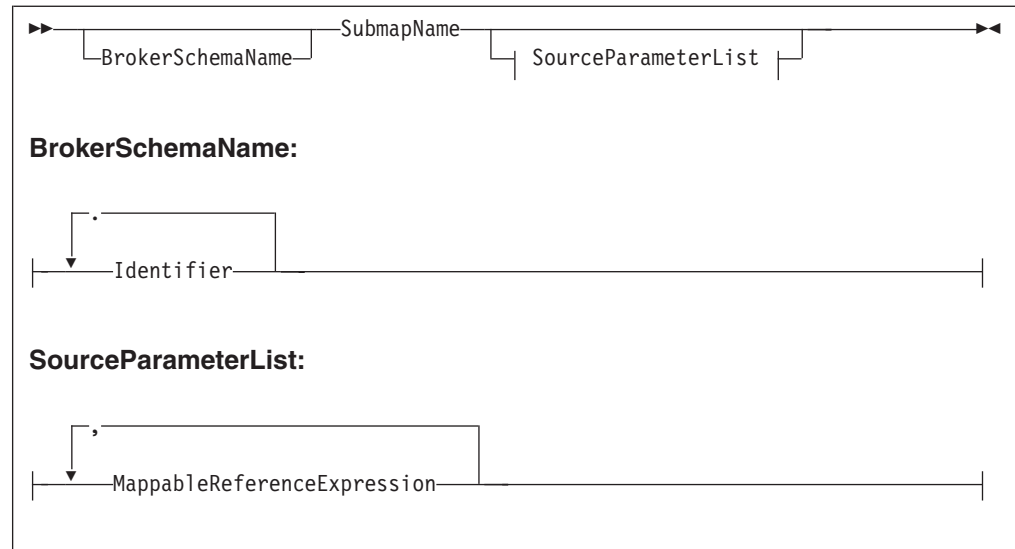 SubmapName
BrokerSchemaName SourceParameterList
BrokerSchemaName:
.
Identifier
SourceParameterList:
,
MappableReferenceExpression